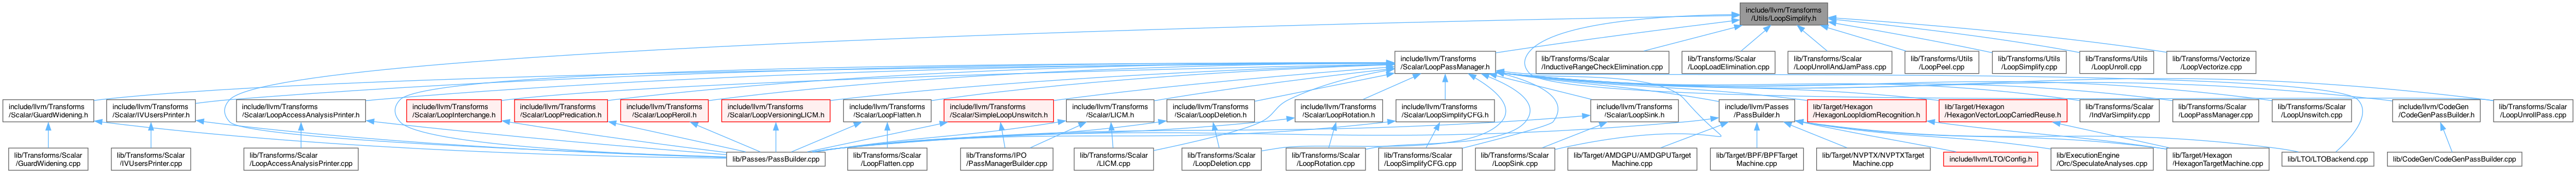 include/llvm/Transforms
/Utils/LoopSimplify.h
include/llvm/Transforms
/Scalar/LoopPassManager.h
lib/Transforms/Scalar
/InductiveRangeCheckElimination.cpp
lib/Transforms/Scalar
/LoopLoadElimination.cpp
lib/Transforms/Scalar
/LoopUnrollAndJamPass.cpp
lib/Transforms/Utils
/LoopPeel.cpp
lib/Transforms/Utils
/LoopSimplify.cpp
lib/Transforms/Utils
/LoopUnroll.cpp
lib/Transforms/Vectorize
/LoopVectorize.cpp
include/llvm/Transforms
/Scalar/GuardWidening.h
include/llvm/Transforms
/Scalar/IVUsersPrinter.h
include/llvm/Transforms
/Scalar/LoopAccessAnalysisPrinter.h
include/llvm/Transforms
/Scalar/LoopInterchange.h
include/llvm/Transforms
/Scalar/LoopPredication.h
include/llvm/Transforms
/Scalar/LoopReroll.h
include/llvm/Transforms
/Scalar/LoopVersioningLICM.h
include/llvm/Transforms
/Scalar/LoopFlatten.h
include/llvm/Transforms
/Scalar/SimpleLoopUnswitch.h
include/llvm/Transforms
/Scalar/LICM.h
include/llvm/Transforms
/Scalar/LoopDeletion.h
include/llvm/Transforms
/Scalar/LoopRotation.h
include/llvm/Transforms
/Scalar/LoopSimplifyCFG.h
include/llvm/Transforms
/Scalar/LoopSink.h
include/llvm/Passes
/PassBuilder.h
lib/Target/Hexagon
/HexagonLoopIdiomRecognition.h
lib/Target/Hexagon
/HexagonVectorLoopCarriedReuse.h
lib/Transforms/Scalar
/IndVarSimplify.cpp
lib/Transforms/Scalar
/LoopPassManager.cpp
lib/Transforms/Scalar
/LoopUnswitch.cpp
include/llvm/CodeGen
/CodeGenPassBuilder.h
lib/Transforms/Scalar
/LoopUnrollPass.cpp
lib/Transforms/Scalar
/GuardWidening.cpp
lib/Transforms/Scalar
/IVUsersPrinter.cpp
lib/Transforms/Scalar
/LoopAccessAnalysisPrinter.cpp
lib/Passes/PassBuilder.cpp
lib/Transforms/Scalar
/LoopFlatten.cpp
lib/Transforms/IPO
/PassManagerBuilder.cpp
lib/Transforms/Scalar
/LICM.cpp
lib/Transforms/Scalar
/LoopDeletion.cpp
lib/Transforms/Scalar
/LoopRotation.cpp
lib/Transforms/Scalar
/LoopSimplifyCFG.cpp
lib/Transforms/Scalar
/LoopSink.cpp
lib/Target/AMDGPU/AMDGPUTarget
Machine.cpp
lib/Target/BPF/BPFTarget
Machine.cpp
lib/Target/NVPTX/NVPTXTarget
Machine.cpp
include/llvm/LTO/Config.h
lib/ExecutionEngine
/Orc/SpeculateAnalyses.cpp
lib/Target/Hexagon
/HexagonTargetMachine.cpp
lib/LTO/LTOBackend.cpp
lib/CodeGen/CodeGenPassBuilder.cpp